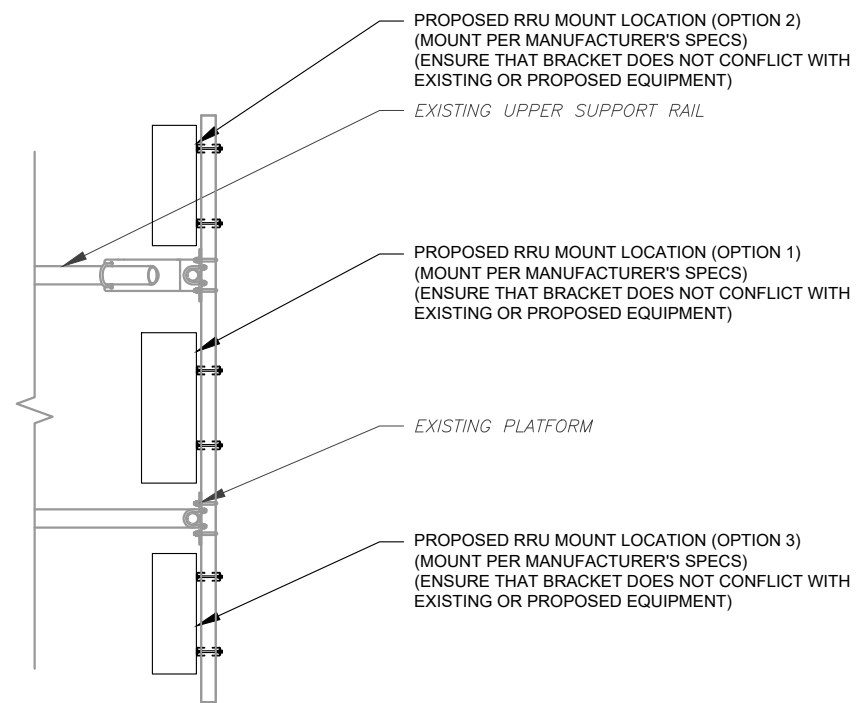 PROPOSED RRU MOUNT LOCATION (OPTION 2)
(MOUNT PER MANUFACTURER'S SPECS)
(ENSURE THAT BRACKET DOES NOT CONFLICT WITH
EXISTING OR PROPOSED EQUIPMENT)
EXISTING UPPER SUPPORT RAIL
PROPOSED RRU MOUNT LOCATION (OPTION 1)
(MOUNT PER MANUFACTURER'S SPECS)
(ENSURE THAT BRACKET DOES NOT CONFLICT WITH
EXISTING OR PROPOSED EQUIPMENT)
EXISTING PLATFORM
PROPOSED RRU MOUNT LOCATION (OPTION 3)
(MOUNT PER MANUFACTURER'S SPECS)
(ENSURE THAT BRACKET DOES NOT CONFLICT WITH
EXISTING OR PROPOSED EQUIPMENT)